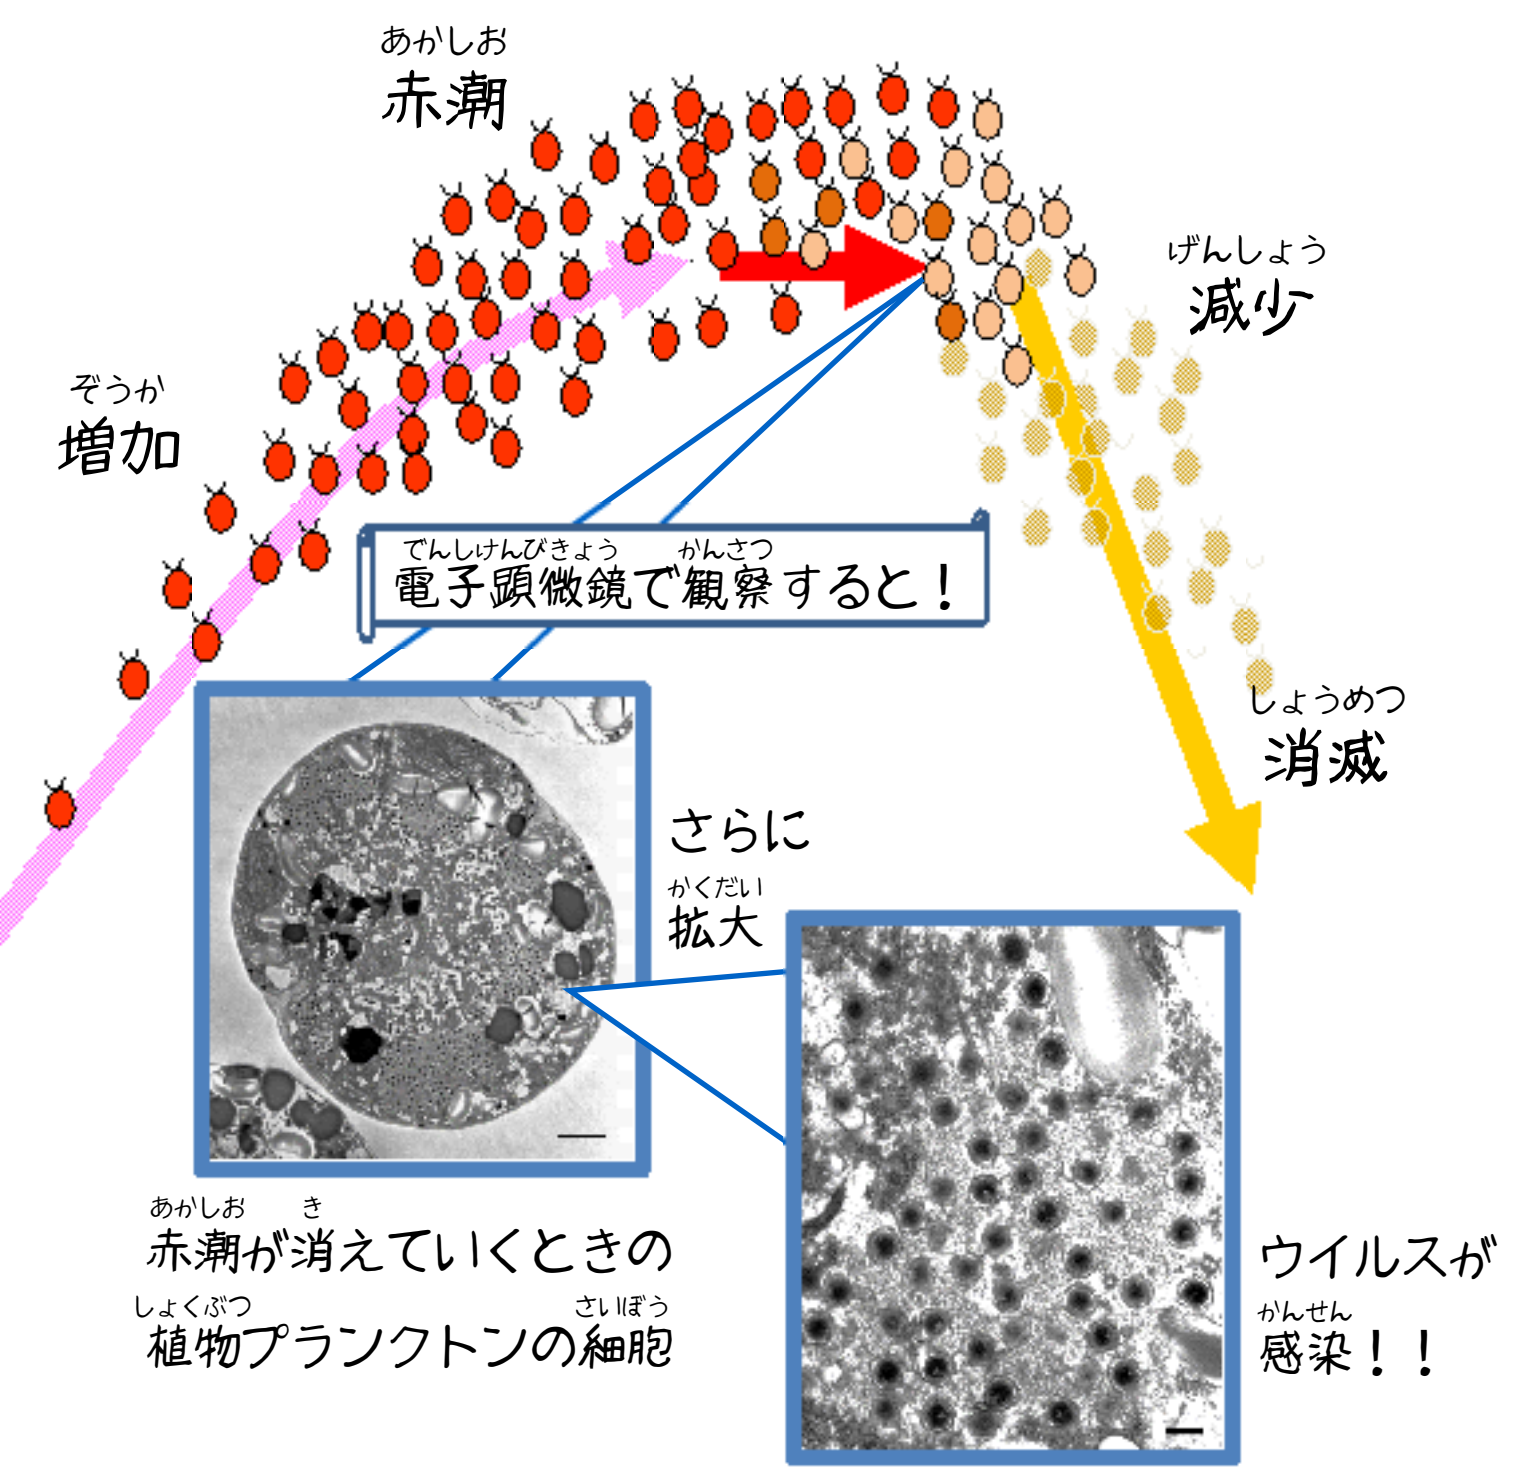 あかしお
赤潮
げんしょう
減少
ぞうか
増加
でんしけんびきょう かんさつ
電子顕微鏡で観察すると！
しょうめつ
消滅
さらに
かくだい
拡大
あかしお き
赤潮が消えていくときの
しょくぶつ さいぼう
植物プランクトンの細胞
ウイルスが
かんせん
感染！！